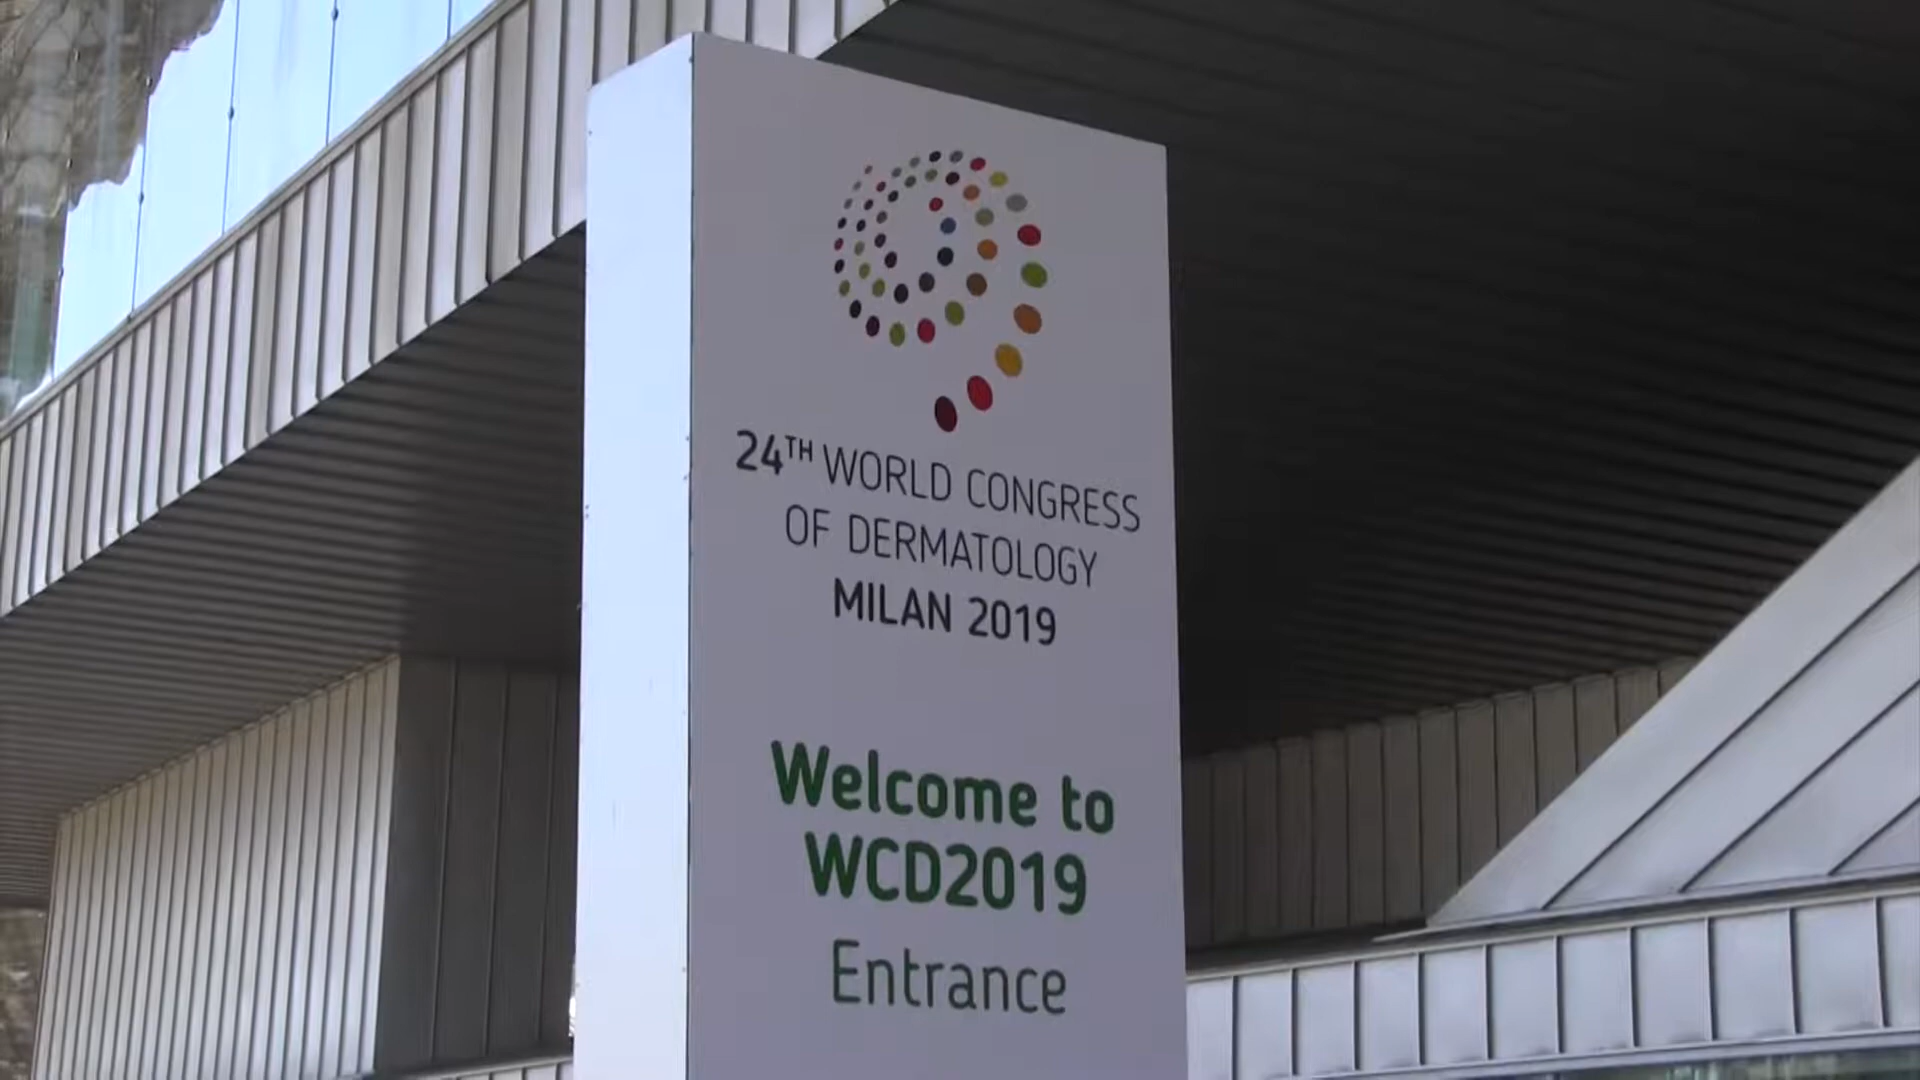 24TH WORLD CONGRESS
OF DERMATOLOGY
MILAN 2019
Welcome to
WCD2019
Entrance